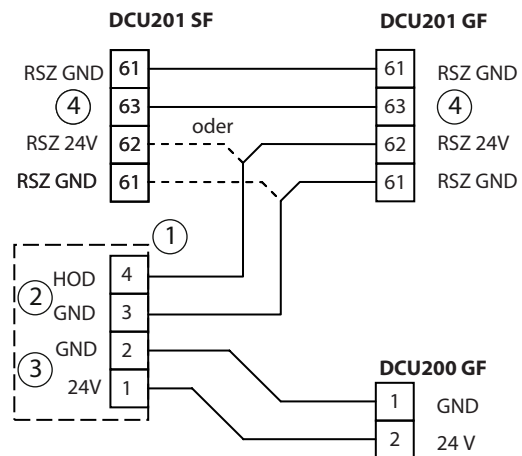 DCU201 SF
DCU201 GF
RSZ GND 61 61 RSZ GND
4 63 63 4
oder
RSZ 24V 62 62 RSZ 24V
RSZ GND 61 61 RSZ GND
1
2 HOD 4
GND 3
3 GND 2
24V 1
DCU200 GF
1 GND
2 24 V